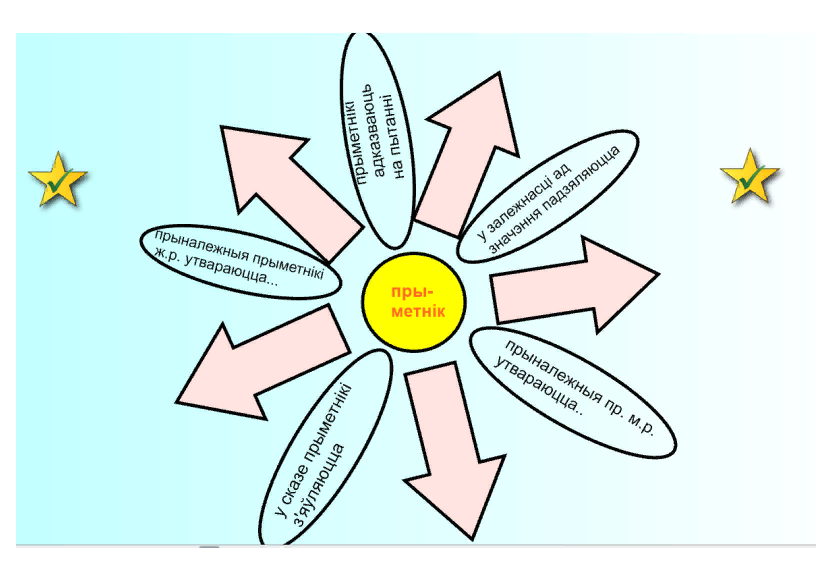 прыметнікі
адказваюць
на пытанні
у залежнасці ад
значэння падзяляюцца
прыналежныя прыметнікі
ж.р. утвараюцца...
пры-
метнік
прыналежныя пр. м.р.
утвараюцца..
у сказе прыметнікі
з'яўляюцца